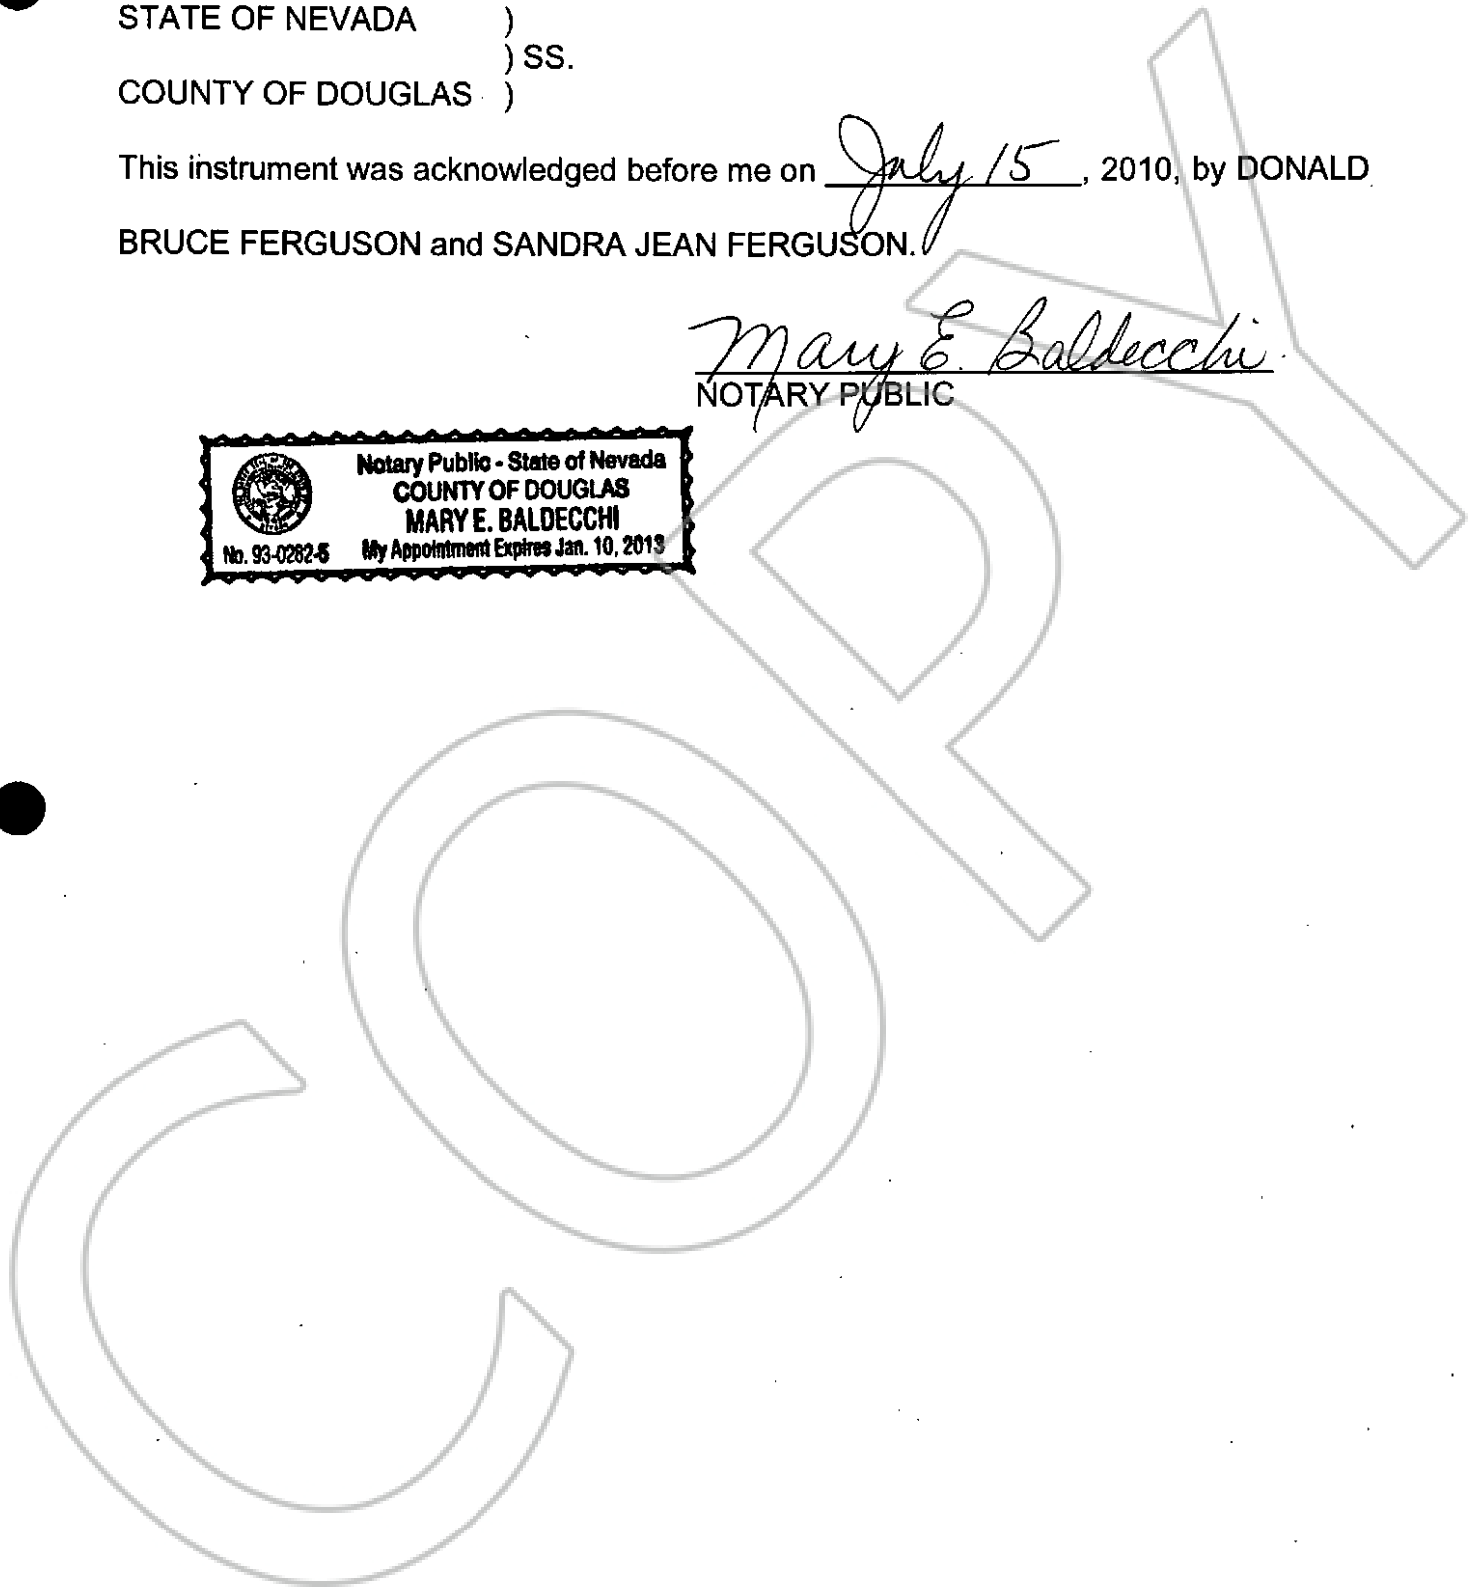 STATE OF NEVADA )
) SS.
COUNTY OF DOUGLAS )
This instrument was acknowledged before me on July 15, 2010, by DONALD
BRUCE FERGUSON and SANDRA JEAN FERGUSON.
Mary E. Baldecchi
NOTARY PUBLIC
Notary Public - State of Nevada
COUNTY OF DOUGLAS
MARY E. BALDECCHI
No. 93-0282-5 My Appointment Expires Jan. 10, 2013
COPY